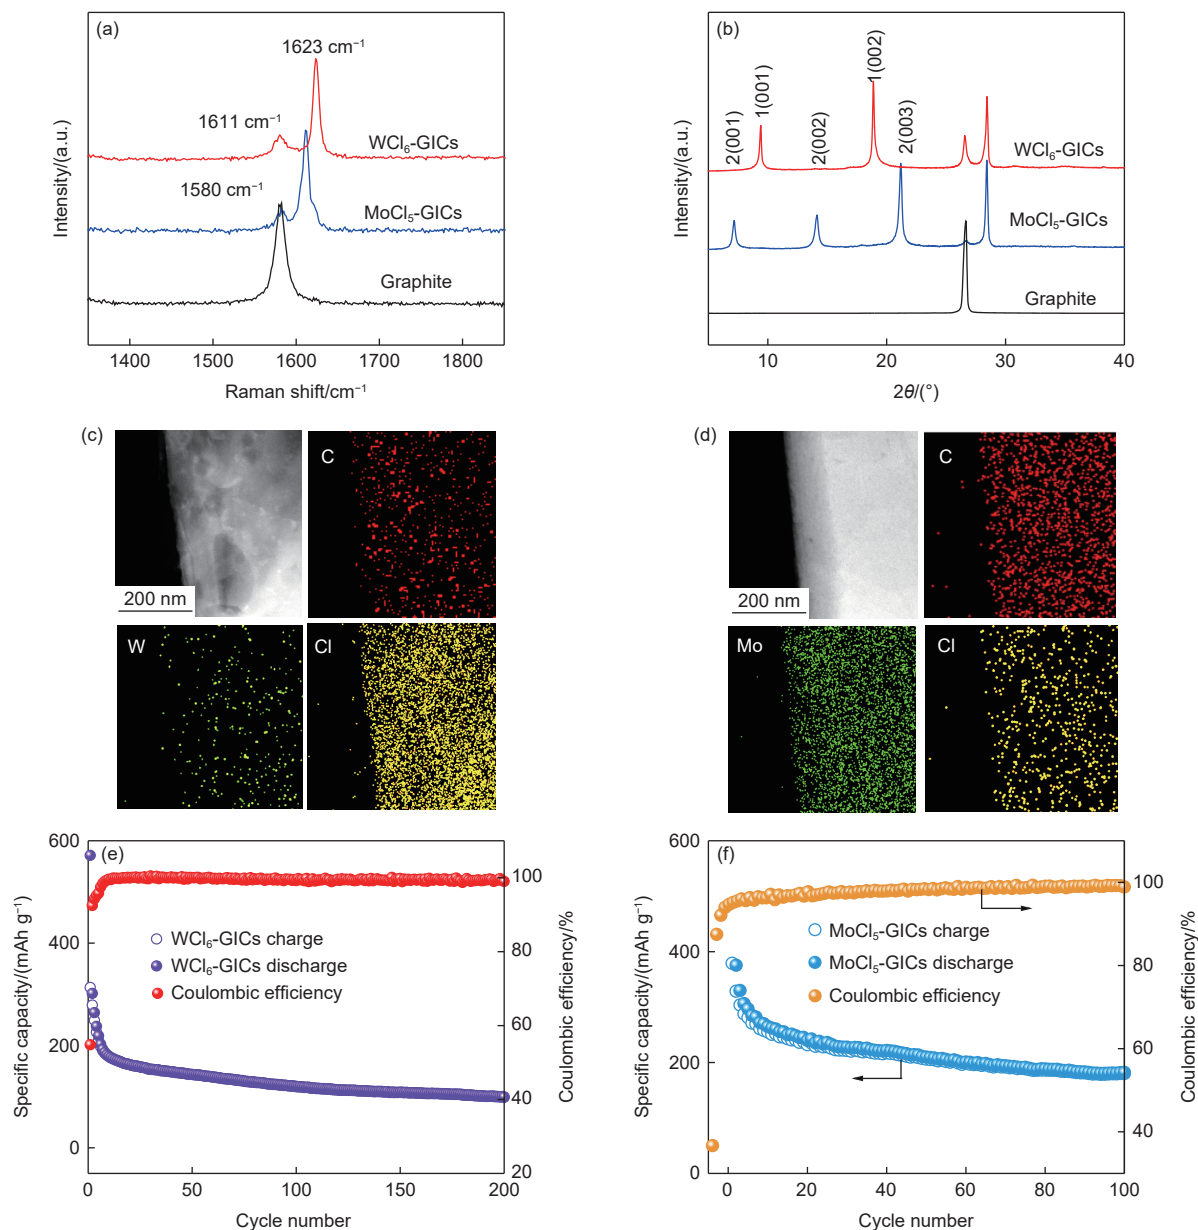 (a)
1623 cm⁻¹
1611 cm⁻¹
WCl₆-GICs
1580 cm⁻¹
MoCl₅-GICs
Graphite
Intensity/(a.u.)
1400 1500 1600 1700 1800
Raman shift/cm⁻¹
(b)
2(001)
1(001)
2(002)
1(002)
2(003)
WCl₆-GICs
MoCl₅-GICs
Graphite
Intensity/(a.u.)
10 20 30 40
2θ/(°)
(c)
200 nm
C
W
Cl
(d)
200 nm
C
Mo
Cl
(e)
WCl₆-GICs charge
WCl₆-GICs discharge
Coulombic efficiency
Specific capacity/(mAh g⁻¹)
600
400
200
0
Coulombic efficiency/%
100
80
60
40
20
0 50 100 150 200
Cycle number
(f)
MoCl₅-GICs charge
MoCl₅-GICs discharge
Coulombic efficiency
Specific capacity/(mAh g⁻¹)
600
400
200
0
Coulombic efficiency/%
100
80
60
40
0 20 40 60 80 100
Cycle number